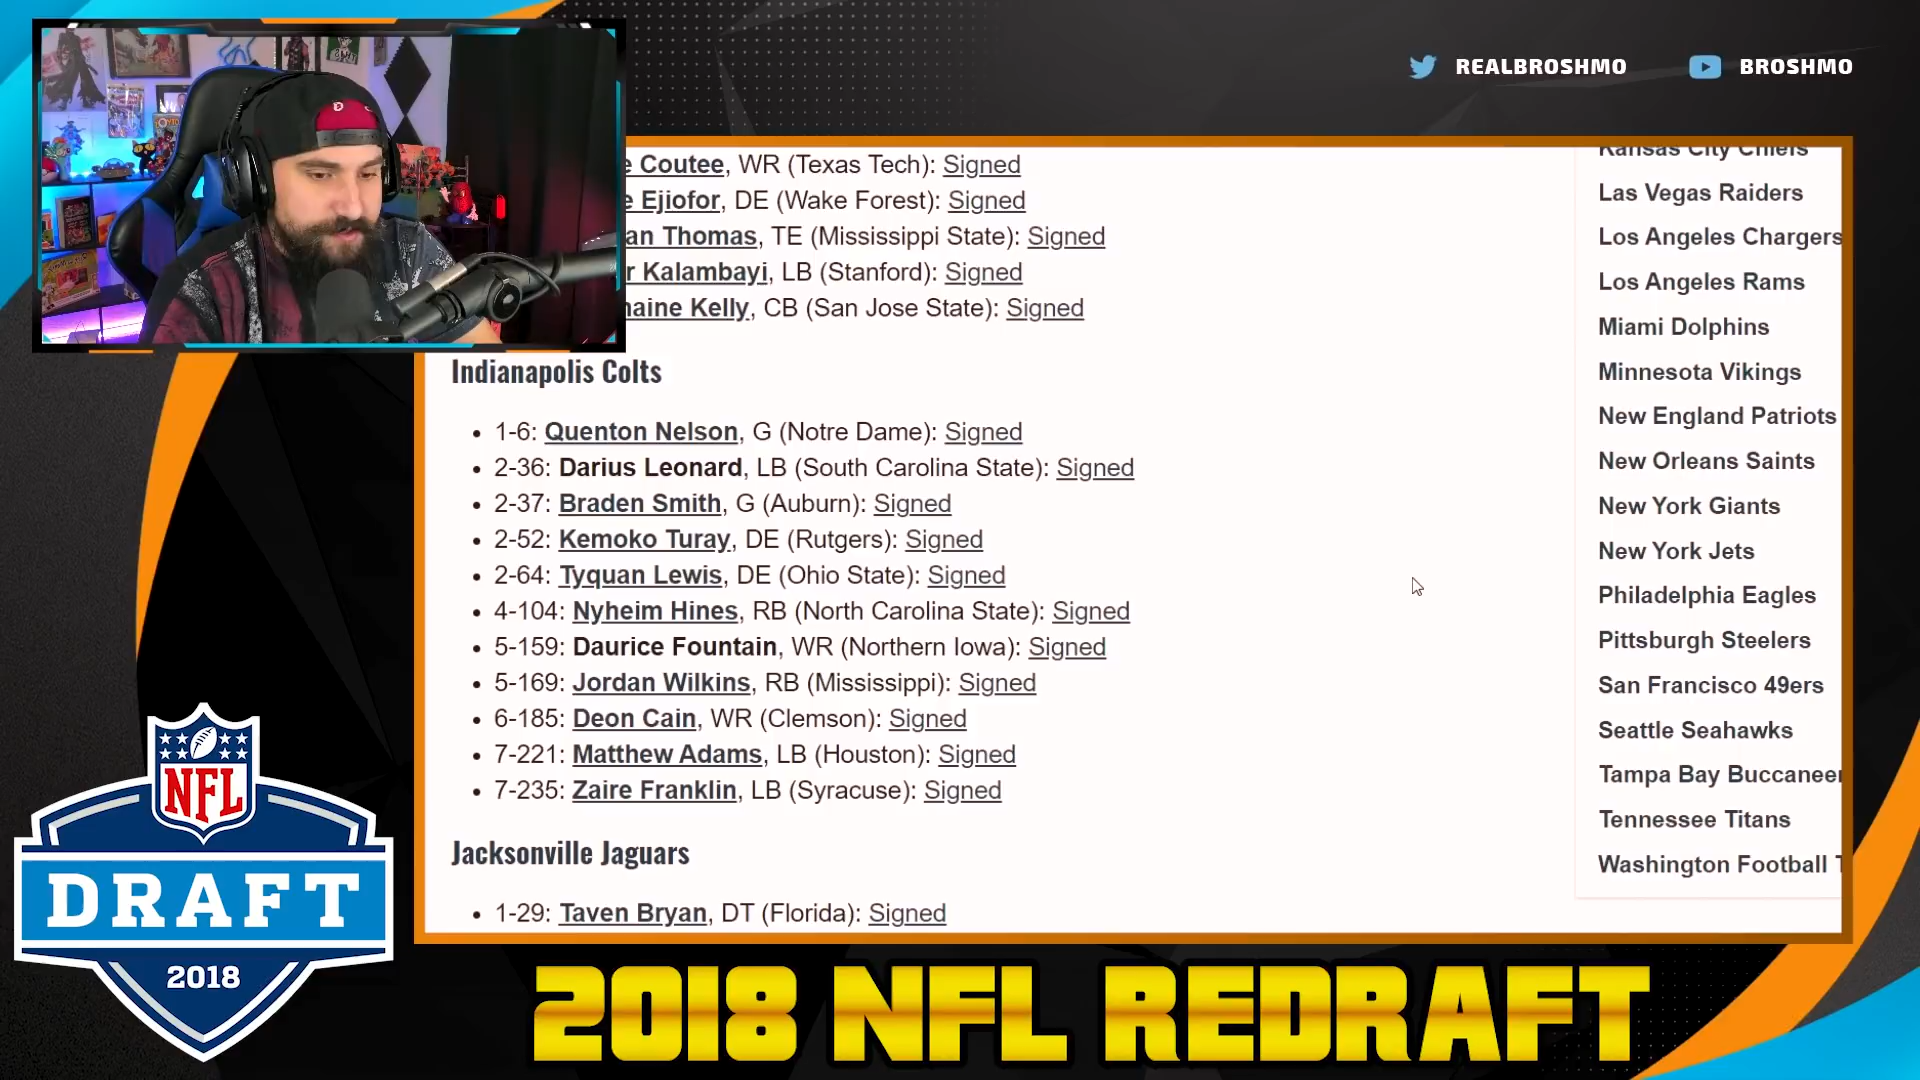 REALBROSHMO
BROSHMO
e Coutee, WR (Texas Tech): Signed
e Ejiofor, DE (Wake Forest): Signed
an Thomas, TE (Mississippi State): Signed
r Kalambayi, LB (Stanford): Signed
naine Kelly, CB (San Jose State): Signed
Indianapolis Colts
• 1-6: Quenton Nelson, G (Notre Dame): Signed
• 2-36: Darius Leonard, LB (South Carolina State): Signed
• 2-37: Braden Smith, G (Auburn): Signed
• 2-52: Kemoko Turay, DE (Rutgers): Signed
• 2-64: Tyquan Lewis, DE (Ohio State): Signed
• 4-104: Nyheim Hines, RB (North Carolina State): Signed
• 5-159: Daurice Fountain, WR (Northern Iowa): Signed
• 5-169: Jordan Wilkins, RB (Mississippi): Signed
• 6-185: Deon Cain, WR (Clemson): Signed
• 7-221: Matthew Adams, LB (Houston): Signed
• 7-235: Zaire Franklin, LB (Syracuse): Signed
Jacksonville Jaguars
• 1-29: Taven Bryan, DT (Florida): Signed
Kansas City Chiefs
Las Vegas Raiders
Los Angeles Chargers
Los Angeles Rams
Miami Dolphins
Minnesota Vikings
New England Patriots
New Orleans Saints
New York Giants
New York Jets
Philadelphia Eagles
Pittsburgh Steelers
San Francisco 49ers
Seattle Seahawks
Tampa Bay Buccaneer
Tennessee Titans
Washington Football T
NFL
DRAFT
2018
2018 NFL REDRAFT